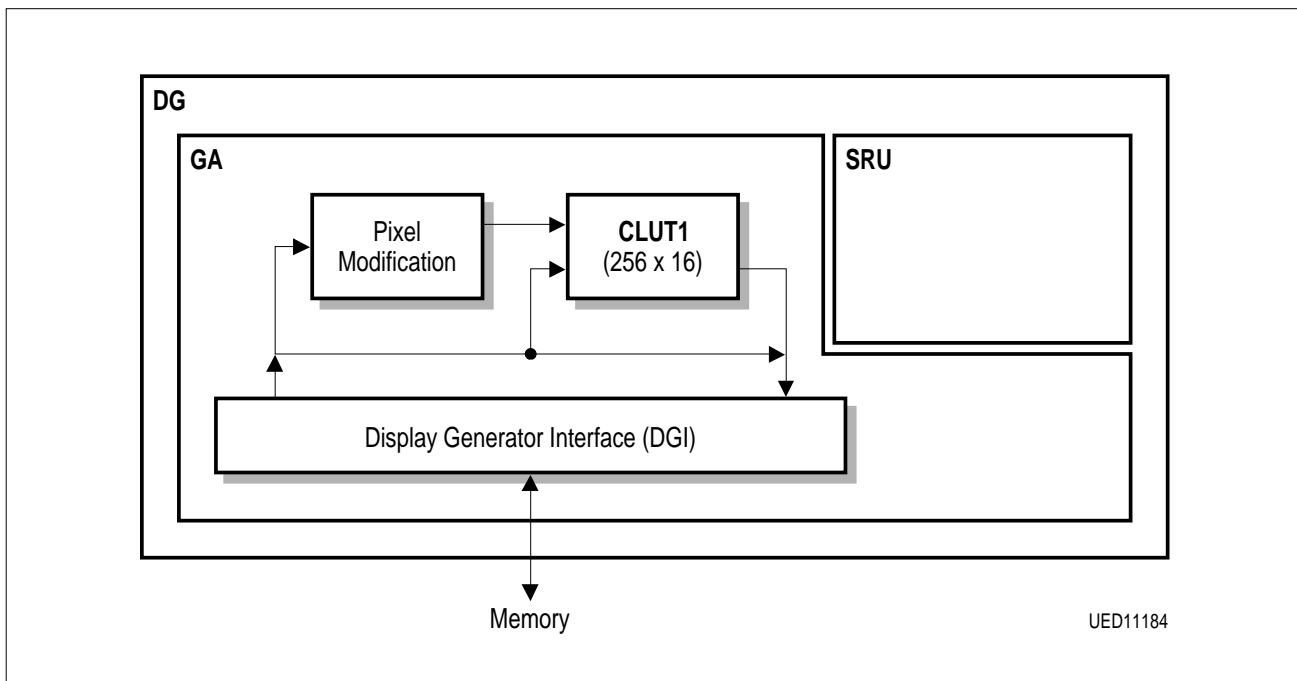 DG
GA
SRU
Pixel
Modification
CLUT1
(256 x 16)
Display Generator Interface (DGI)
Memory
UED11184